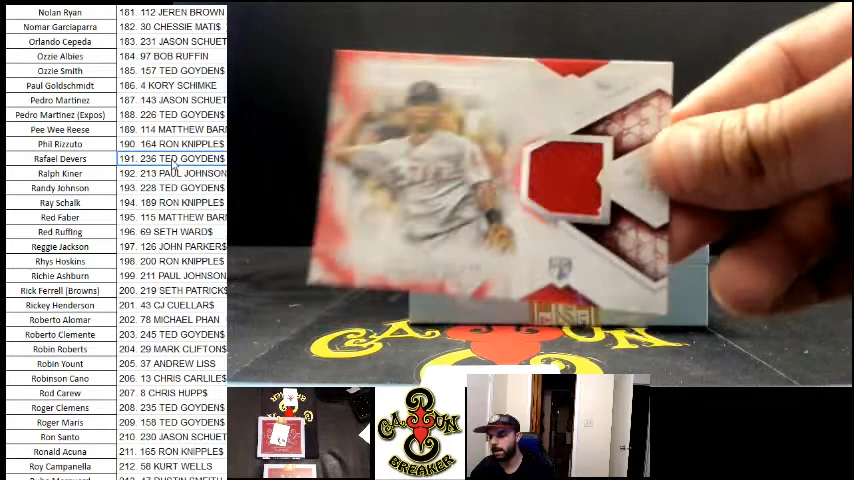 Nolan Ryan 181. 112 JEREN BROWN
Nomar Garciaparra 182. 30 CHESSIE MATI$
Orlando Cepeda 183. 231 JASON SCHUET
Ozzie Albies 184. 97 BOB RUFFIN
Ozzie Smith 185. 157 TED GOYDEN$
Paul Goldschmidt 186. 4 KORY SCHIMKE
Pedro Martinez 187. 143 JASON SCHUET
Pedro Martinez (Expos) 188. 226 TED GOYDEN$
Pee Wee Reese 189. 114 MATTHEW BARN
Phil Rizzuto 190. 164 RON KNIPPLE$
Rafael Devers 191. 236 TED GOYDEN$
Ralph Kiner 192. 213 PAUL JOHNSON
Randy Johnson 193. 228 TED GOYDEN$
Ray Schalk 194. 189 RON KNIPPLE$
Red Faber 195. 115 MATTHEW BARN
Red Ruffing 196. 69 SETH WARD$
Reggie Jackson 197. 126 JOHN PARKER$
Rhys Hoskins 198. 200 RON KNIPPLE$
Richie Ashburn 199. 211 PAUL JOHNSON
Rick Ferrell (Browns) 200. 219 SETH PATRICK$
Rickey Henderson 201. 43 CJ CUELLAR$
Roberto Alomar 202. 78 MICHAEL PHAN
Roberto Clemente 203. 245 TED GOYDEN$
Robin Roberts 204. 29 MARK CLIFTON$
Robin Yount 205. 37 ANDREW LISS
Robinson Cano 206. 13 CHRIS CARLILE$
Rod Carew 207. 8 CHRIS HUPP$
Roger Clemens 208. 235 TED GOYDEN$
Roger Maris 209. 158 TED GOYDEN$
Ron Santo 210. 230 JASON SCHUET
Ronald Acuna 211. 165 RON KNIPPLE$
Roy Campanella 212. 58 KURT WELLS
CAJUN
CAJUN
BREAKER